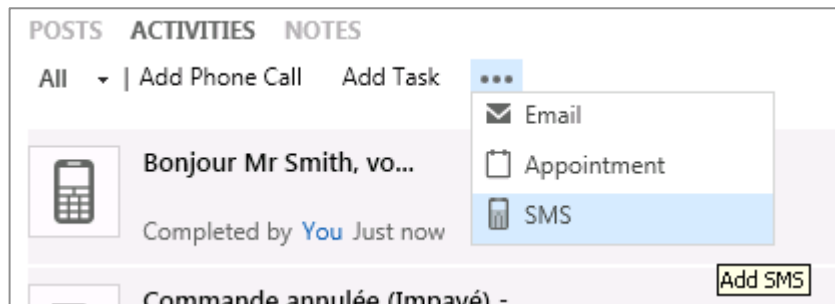 POSTS ACTIVITIES NOTES
All | Add Phone Call Add Task •••
Email
Bonjour Mr Smith, vo...
Appointment
SMS
Completed by You Just now
Add SMS
Commande annulée (Impayé) -